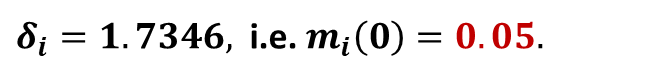 δᵢ = 1.7346, i.e. mᵢ(0) = 0.05.